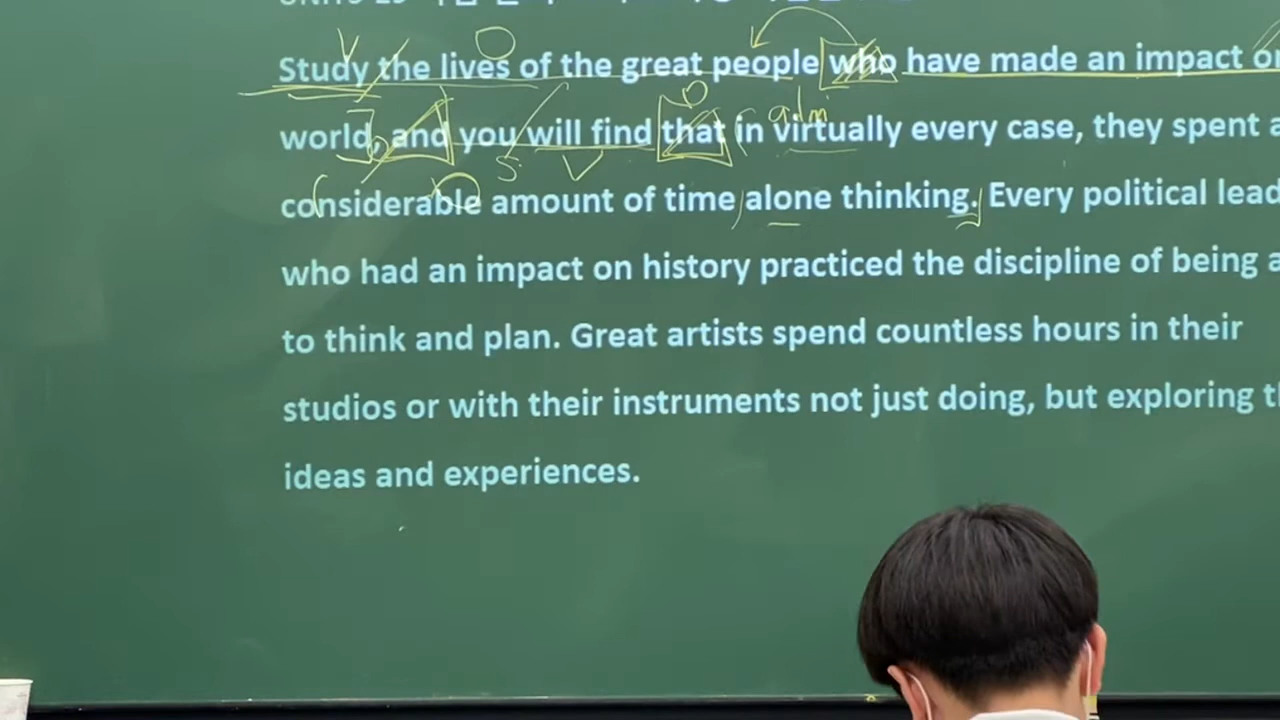 Study the lives of the great people who have made an impact on
world, and you will find that in virtually every case, they spent a
considerable amount of time alone thinking. Every political lead
who had an impact on history practiced the discipline of being a
to think and plan. Great artists spend countless hours in their
studios or with their instruments not just doing, but exploring th
ideas and experiences.